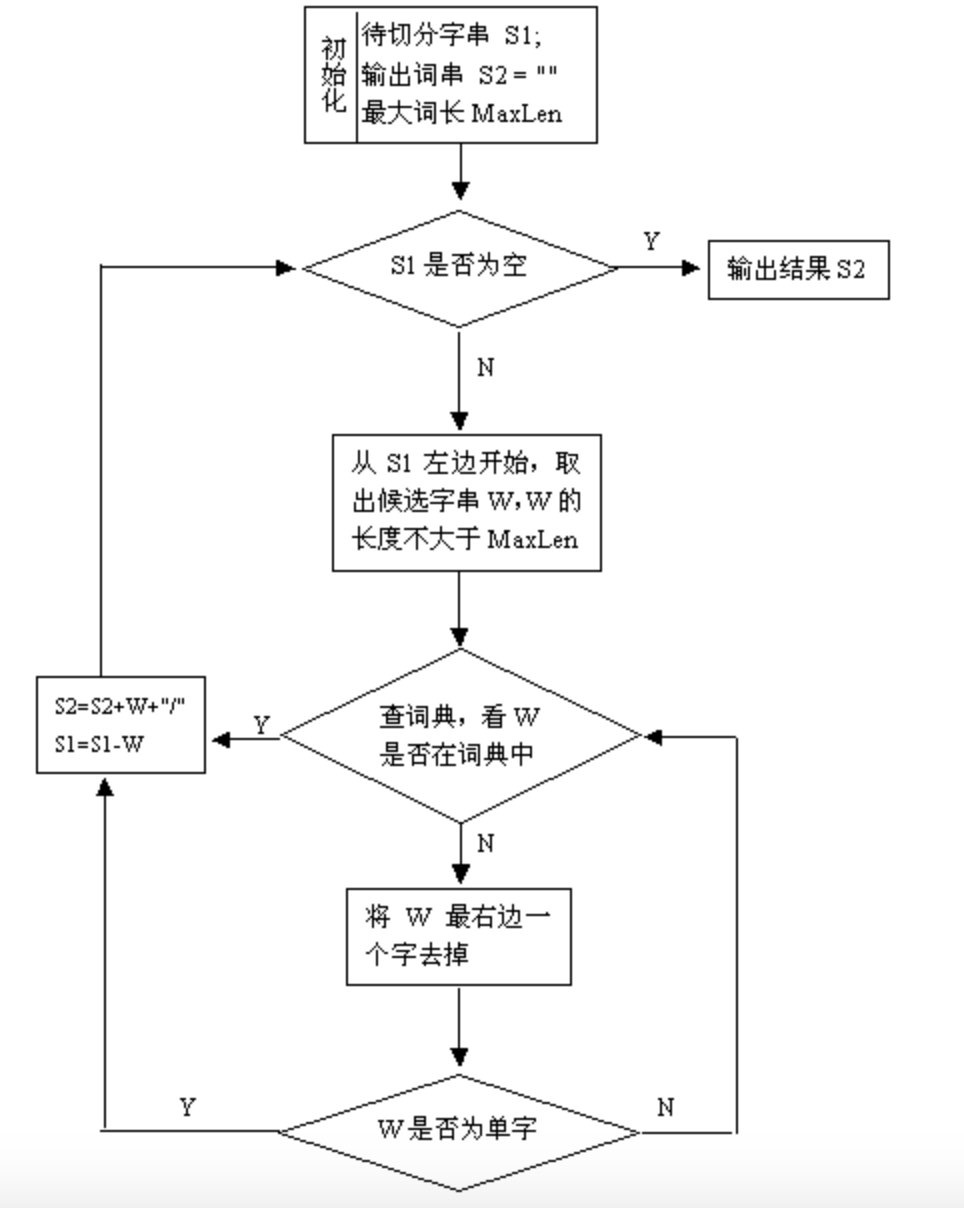 初始化
待切分字串 S1;
输出词串 S2 = ""
最大词长 MaxLen
S1 是否为空
Y
输出结果 S2
N
从 S1 左边开始，取
出候选字串 W，W 的
长度不大于 MaxLen
查词典，看 W
是否在词典中
Y
S2=S2+W+"/"
S1=S1-W
N
将 W 最右边一
个字去掉
W 是否为单字
Y
N